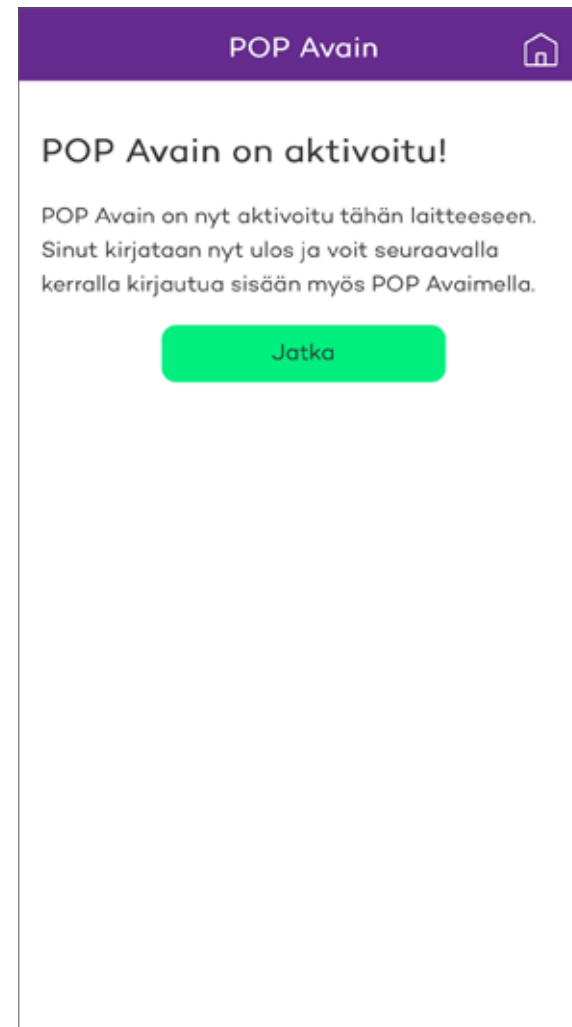 POP Avain
POP Avain on aktivoitu!
POP Avain on nyt aktivoitu tähän laitteeseen.
Sinut kirjataan nyt ulos ja voit seuraavalla
kerralla kirjautua sisään myös POP Avaimella.
Jatka